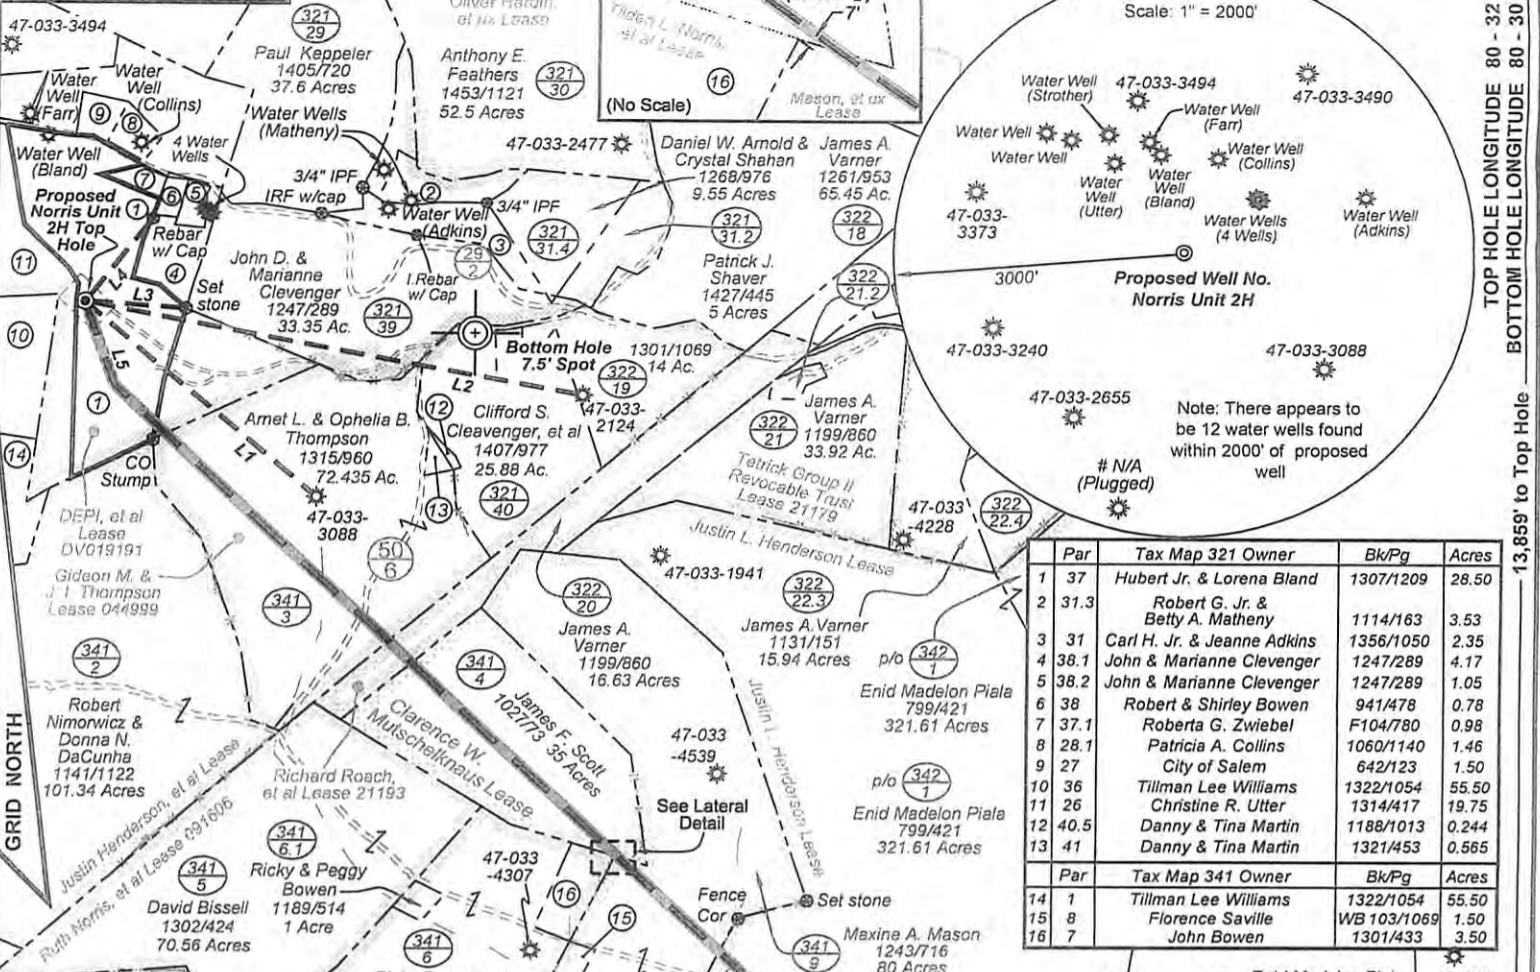 47-033-3494
321
29
Paul Keppeler
1405/720
37.6 Acres
et ux Lease
Anthony E.
Feathers
1453/1121
52.5 Acres
321
30
Tilden L. Norris,
et al Lease
7'
16
(No Scale)
Mason, et ux
Lease
Scale: 1" = 2000'
Water Well
(Strother)
47-033-3494
47-033-3490
Water Well
(Farr)
Water Well
Water Well
Water Well
(Collins)
Water
Well
(Utter)
Water
Well
(Bland)
Water Wells
(4 Wells)
Water Well
(Adkins)
47-033-
3373
3000'
Proposed Well No.
Norris Unit 2H
47-033-3240
47-033-3088
47-033-2655
Note: There appears to
be 12 water wells found
within 2000' of proposed
well
# N/A
(Plugged)
TOP HOLE LONGITUDE 80 - 32
BOTTOM HOLE LONGITUDE 80 - 30
13,859' to Top Hole
Water
Well
(Farr)
Water
Well
(Collins)
9
8
Water Wells
(Matheny)
4 Water
Wells
Water Well
(Bland)
7
6
5
Proposed
Norris Unit
2H Top
Hole
1
Rebar
w/ Cap
3/4" IPF
IRF w/cap
2
Water Well
(Adkins)
3/4" IPF
3
29
2
I.Rebar
w/ Cap
47-033-2477
Daniel W. Arnold &
Crystal Shahan
1268/976
9.55 Acres
321
31.4
321
31.2
Patrick J.
Shaver
1427/445
5 Acres
James A.
Varner
1261/953
65.45 Ac.
322
18
322
21.2
11
L4
L3
4
Set
stone
John D. &
Marianne
Clevenger
1247/289
33.35 Ac.
321
39
10
L5
Bottom Hole
7.5' Spot
1301/1069
14 Ac.
322
19
L2
47-033-
2124
1
Arnet L. & Ophelia B.
Thompson
1315/960
72.435 Ac.
L1
12
Clifford S.
Cleavenger, et al
1407/977
25.88 Ac.
321
40
13
James A.
Varner
1199/860
33.92 Ac.
322
21
Tetrick Group II
Revocable Trust
Lease 21179
14
CO
Stump
47-033-
3088
50
6
47-033
-4228
322
22.4
Justin L. Henderson Lease
DEPI, et al
Lease
DV019191
Gideon M. &
J. I. Thompson
Lease 044999
341
3
47-033-1941
322
20
James A.
Varner
1199/860
16.63 Acres
322
22.3
James A.Varner
1131/151
15.94 Acres
p/o 342
1
Enid Madelon Piala
799/421
321.61 Acres
341
2
Robert
Nimorwicz &
Donna N.
DaCunha
1141/1122
101.34 Acres
GRID NORTH
341
4
James F. Scott
1027/73 35 Acres
Clarence W.
Mutschelknaus Lease
Justin L. Henderson Lease
47-033
-4539
p/o 342
1
Enid Madelon Piala
799/421
321.61 Acres
Richard Roach,
et al Lease 21193
Justin Henderson, et al Lease
Ruth Norris, et al Lease 091606
See Lateral
Detail
341
6.1
Ricky & Peggy
Bowen
1189/514
1 Acre
341
5
David Bissell
1302/424
70.56 Acres
47-033
-4307
16
15
341
6
Fence
Cor
Set stone
341
9
Maxine A. Mason
1243/716
80 Acres
Par Tax Map 321 Owner Bk/Pg Acres
1 37 Hubert Jr. & Lorena Bland 1307/1209 28.50
2 31.3 Robert G. Jr. &
Betty A. Matheny 1114/163 3.53
3 31 Carl H. Jr. & Jeanne Adkins 1356/1050 2.35
4 38.1 John & Marianne Clevenger 1247/289 4.17
5 38.2 John & Marianne Clevenger 1247/289 1.05
6 38 Robert & Shirley Bowen 941/478 0.78
7 37.1 Roberta G. Zwiebel F104/780 0.98
8 28.1 Patricia A. Collins 1060/1140 1.46
9 27 City of Salem 642/123 1.50
10 36 Tillman Lee Williams 1322/1054 55.50
11 26 Christine R. Utter 1314/417 19.75
12 40.5 Danny & Tina Martin 1188/1013 0.244
13 41 Danny & Tina Martin 1321/453 0.565
Par Tax Map 341 Owner Bk/Pg Acres
14 1 Tillman Lee Williams 1322/1054 55.50
15 8 Florence Saville WB 103/1069 1.50
16 7 John Bowen 1301/433 3.50